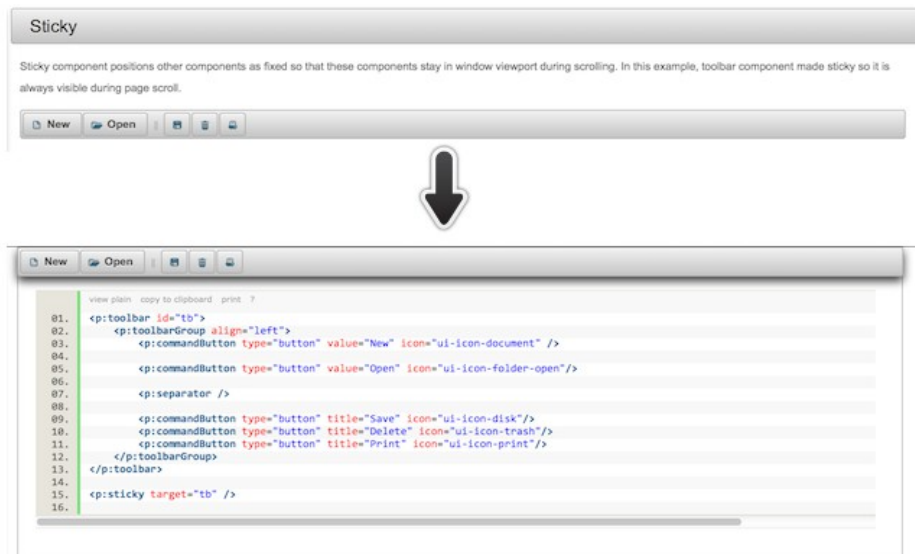 Sticky
Sticky component positions other components as fixed so that these components stay in window viewport during scrolling. In this example, toolbar component made sticky so it is
always visible during page scroll.
New Open
New Open
view plain copy to clipboard print ?
01. <p:toolbar id="tb">
02. <p:toolbarGroup align="left">
03. <p:commandButton type="button" value="New" icon="ui-icon-document" />
04.
05. <p:commandButton type="button" value="Open" icon="ui-icon-folder-open"/>
06.
07. <p:separator />
08.
09. <p:commandButton type="button" title="Save" icon="ui-icon-disk"/>
10. <p:commandButton type="button" title="Delete" icon="ui-icon-trash"/>
11. <p:commandButton type="button" title="Print" icon="ui-icon-print"/>
12. </p:toolbarGroup>
13. </p:toolbar>
14.
15. <p:sticky target="tb" />
16.